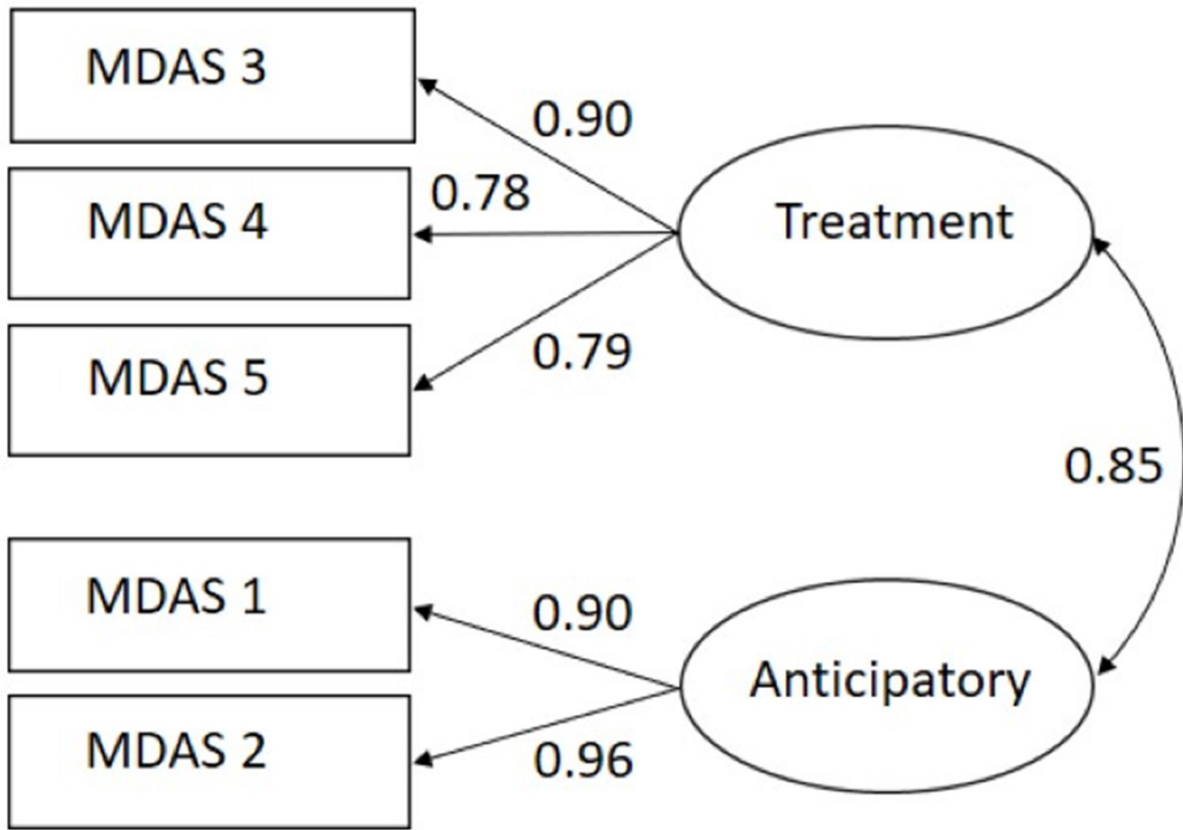 MDAS 3
0.90
0.78
MDAS 4
Treatment
MDAS 5
0.79
0.85
MDAS 1
0.90
Anticipatory
MDAS 2
0.96